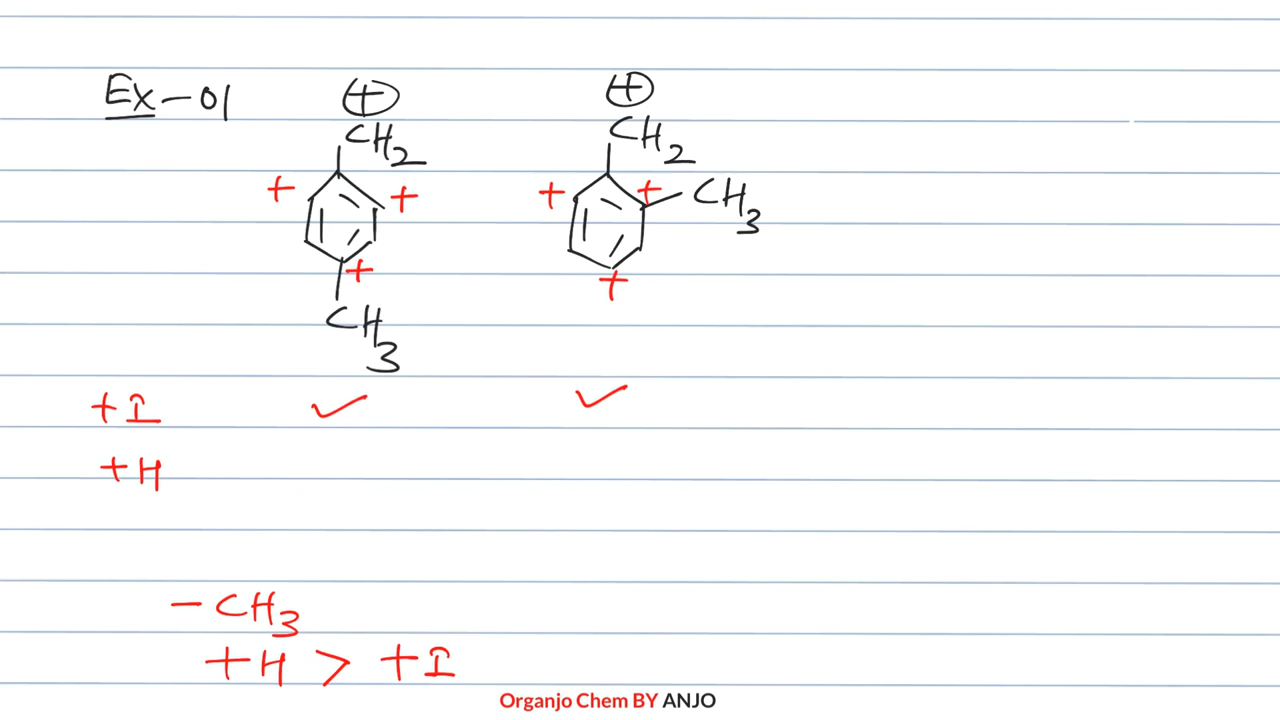 Ex-01
⊕ ⊕
CH2 CH2
+ + + + CH3
+ +
CH3
+I ✓ ✓
+H
-CH3
+H > +I
Organjo Chem BY ANJO